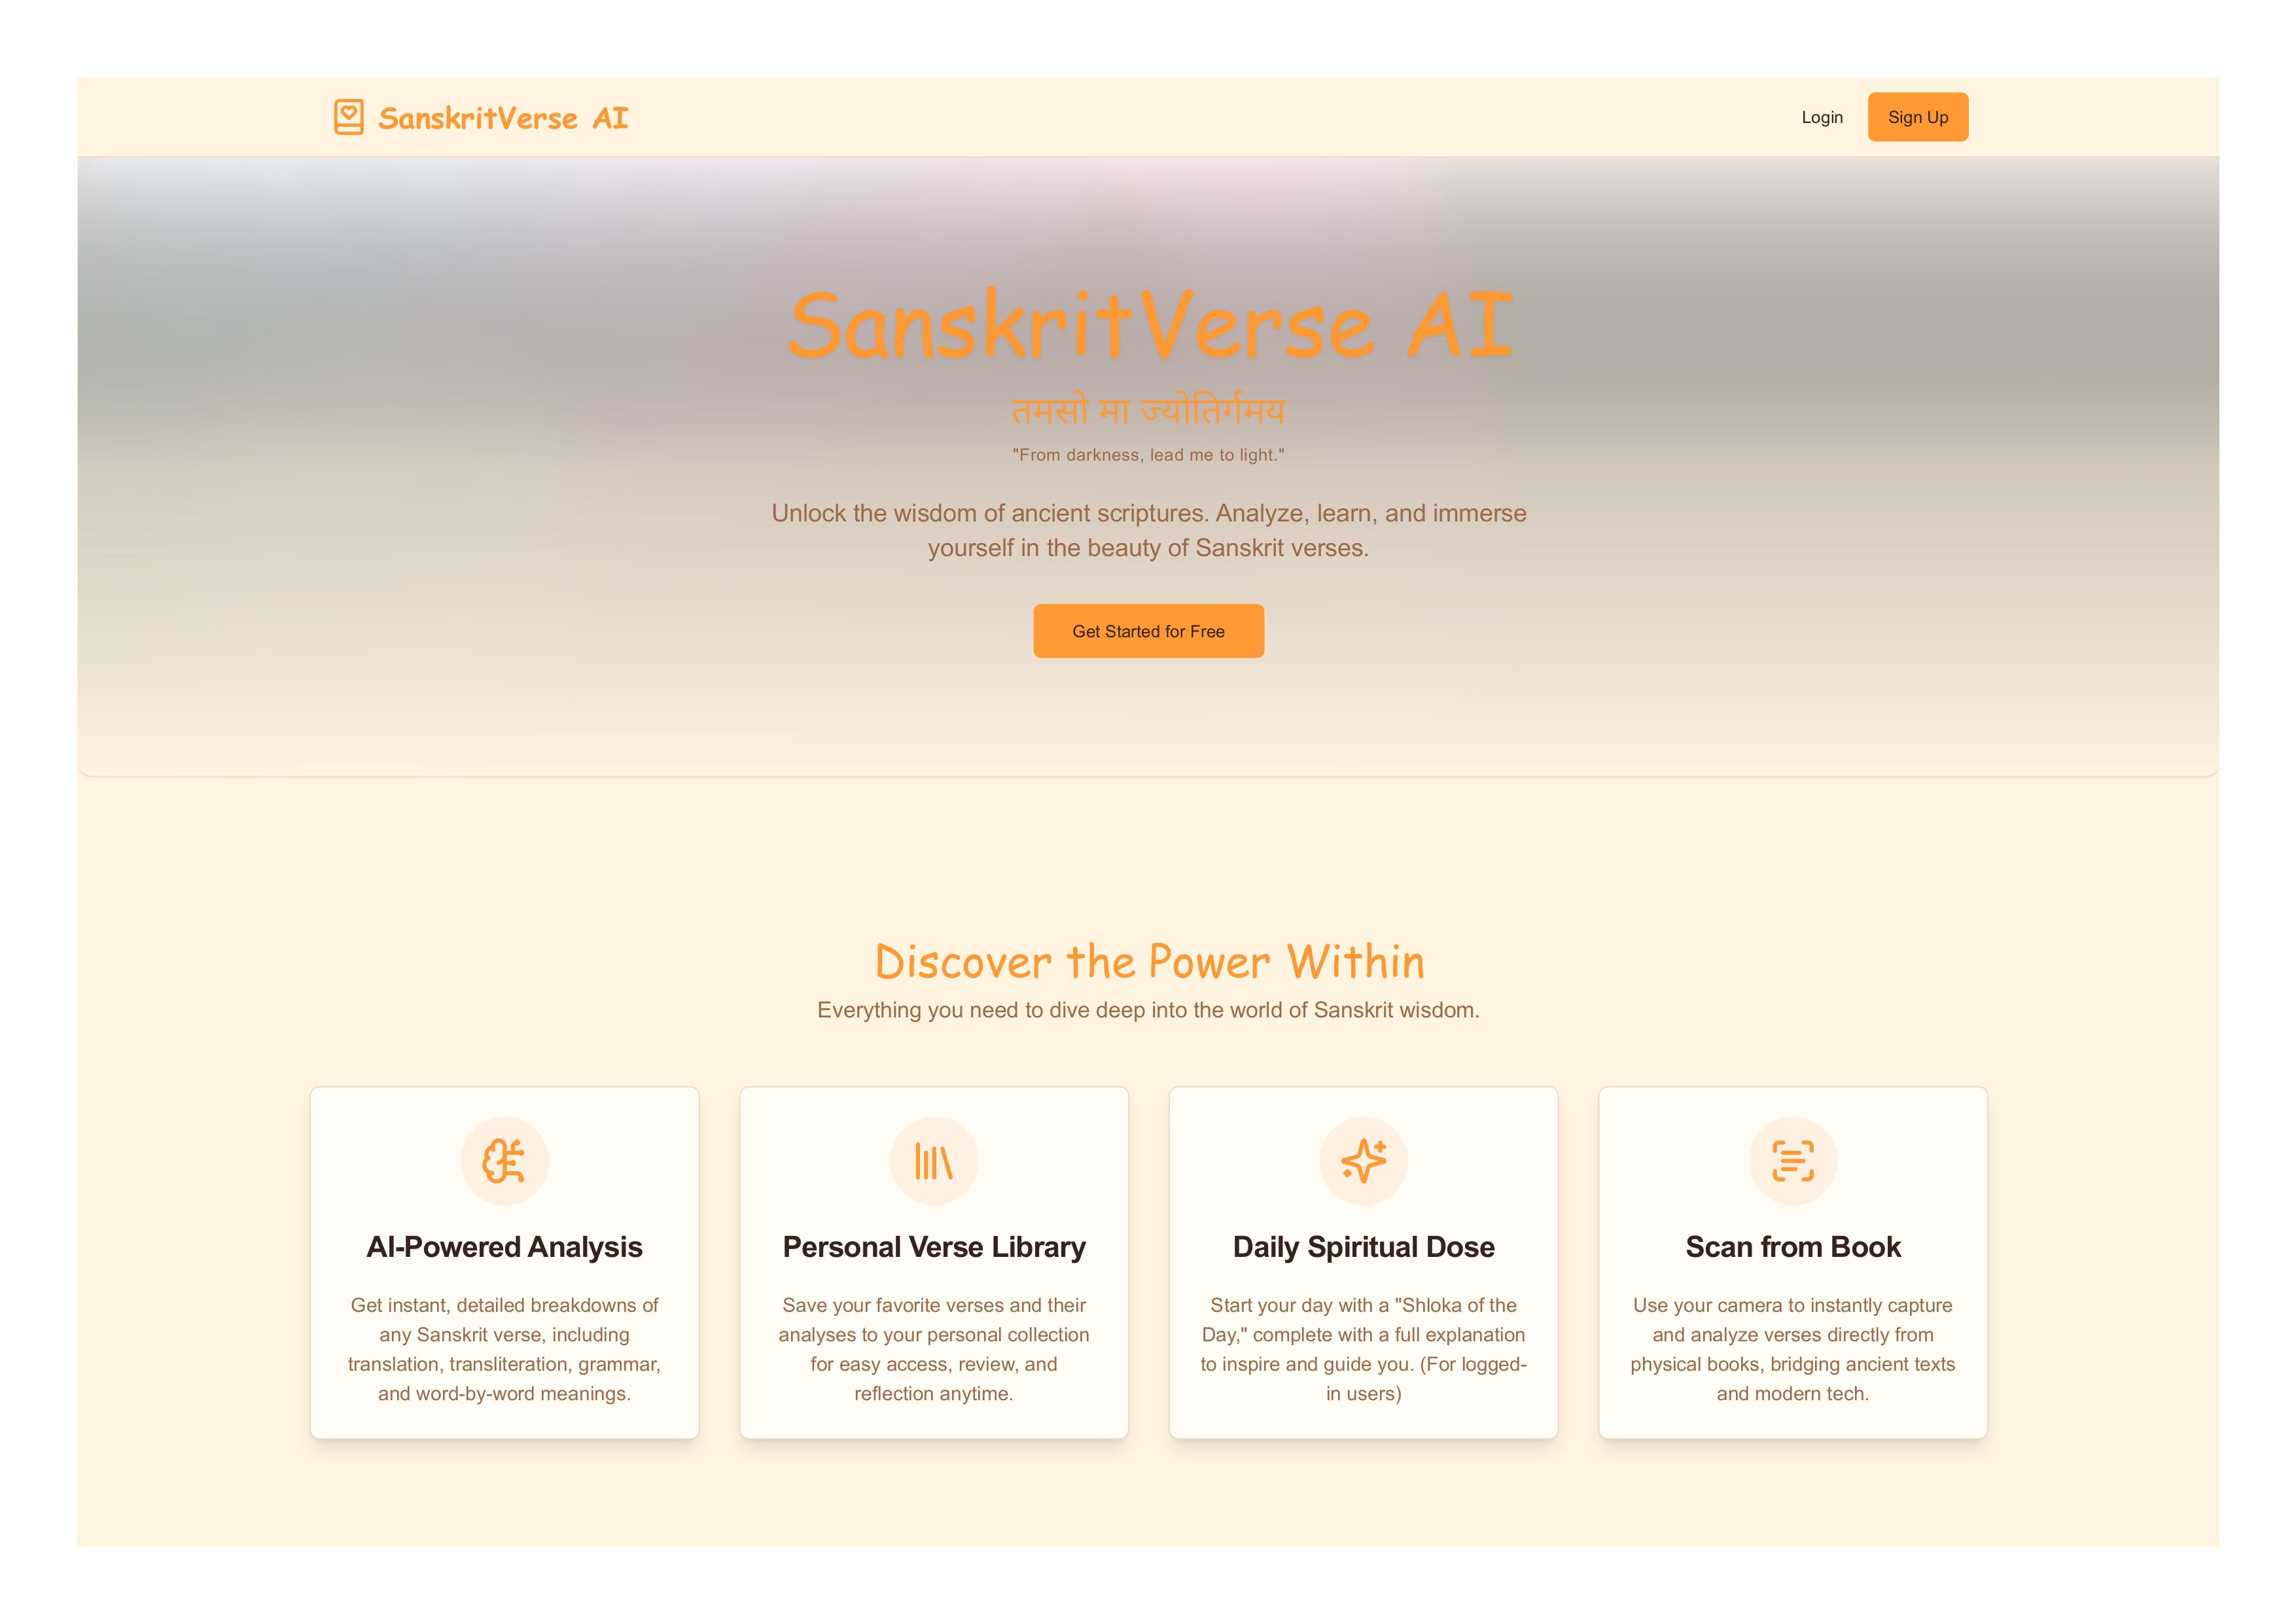 SanskritVerse AI
Login
Sign Up
SanskritVerse AI
तमसो मा ज्योतिर्गमय
"From darkness, lead me to light."
Unlock the wisdom of ancient scriptures. Analyze, learn, and immerse
yourself in the beauty of Sanskrit verses.
Get Started for Free
Discover the Power Within
Everything you need to dive deep into the world of Sanskrit wisdom.
AI-Powered Analysis
Get instant, detailed breakdowns of
any Sanskrit verse, including
translation, transliteration, grammar,
and word-by-word meanings.
Personal Verse Library
Save your favorite verses and their
analyses to your personal collection
for easy access, review, and
reflection anytime.
Daily Spiritual Dose
Start your day with a "Shloka of the
Day," complete with a full explanation
to inspire and guide you. (For logged-
in users)
Scan from Book
Use your camera to instantly capture
and analyze verses directly from
physical books, bridging ancient texts
and modern tech.